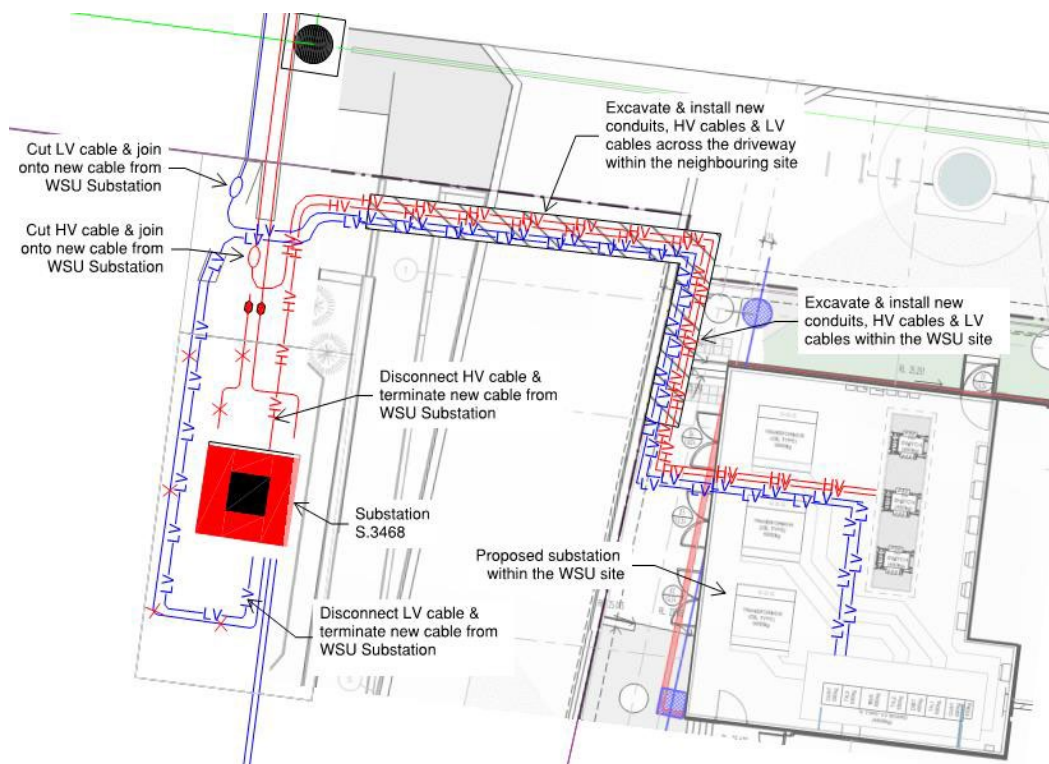 Excavate & install new
conduits, HV cables & LV
cables across the driveway
within the neighbouring site
Cut LV cable & join
onto new cable from
WSU Substation
Cut HV cable & join
onto new cable from
WSU Substation
Excavate & install new
conduits, HV cables & LV
cables within the WSU site
Disconnect HV cable &
terminate new cable from
WSU Substation
Substation
S.3468
Proposed substation
within the WSU site
Disconnect LV cable &
terminate new cable from
WSU Substation
HV
LV